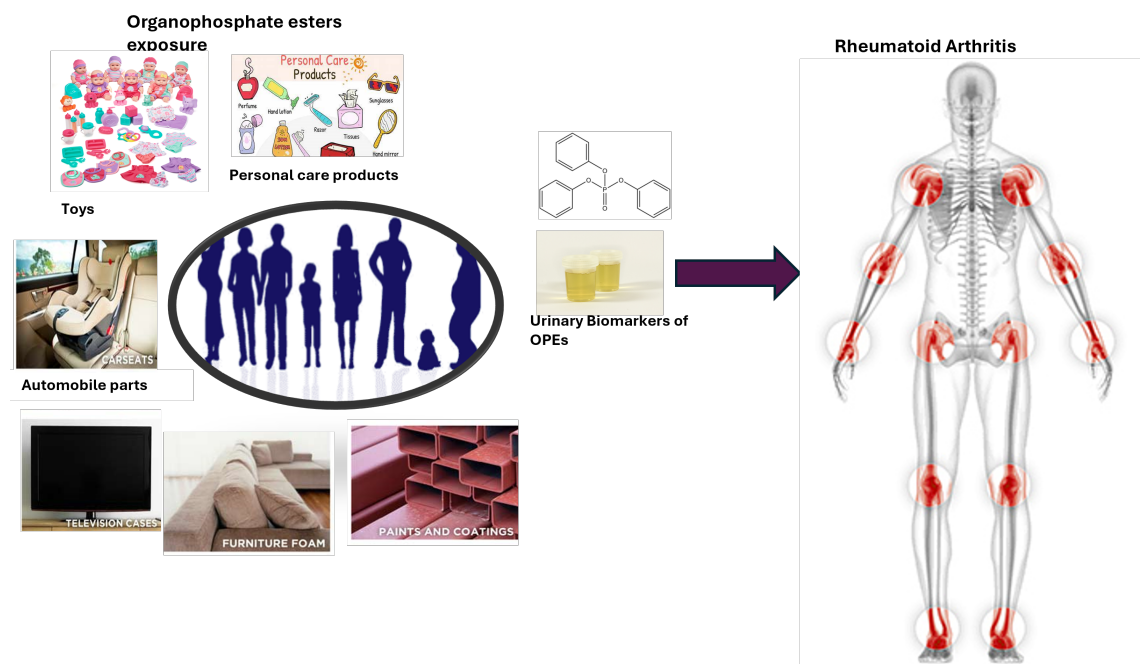 Organophosphate esters
exposure
Rheumatoid Arthritis
Personal Care
Products
Perfume
Hand lotion
Razor
Tissues
Sunglasses
Hand mirror
Personal care products
Toys
CARSEATS
Automobile parts
O
O
P
O
O
Urinary Biomarkers of
OPEs
TELEVISION CASES
FURNITURE FOAM
PAINTS AND COATINGS